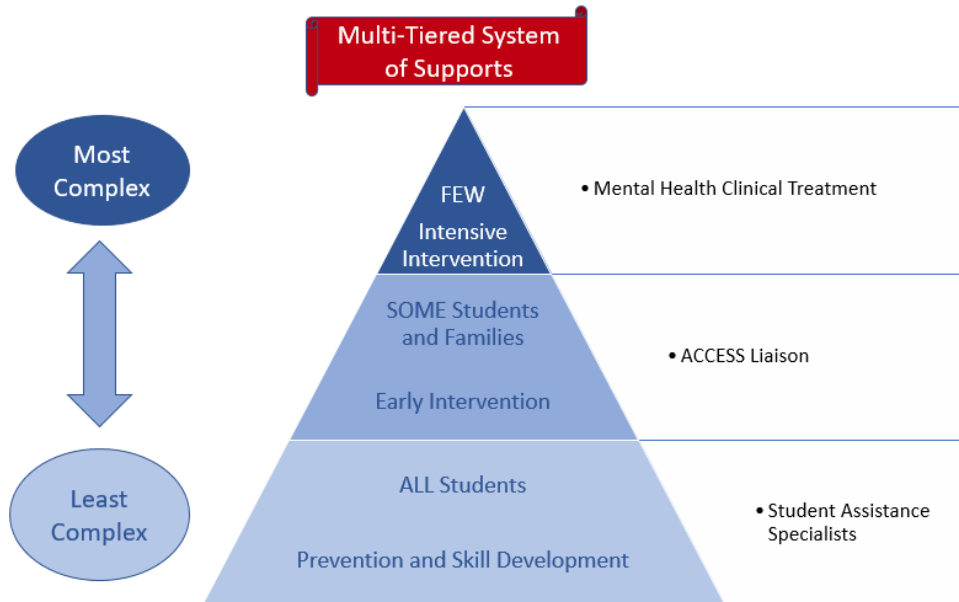 Multi-Tiered System
of Supports
Most
Complex
FEW
Intensive
Intervention
• Mental Health Clinical Treatment
SOME Students
and Families
Early Intervention
• ACCESS Liaison
Least
Complex
ALL Students
Prevention and Skill Development
• Student Assistance
Specialists